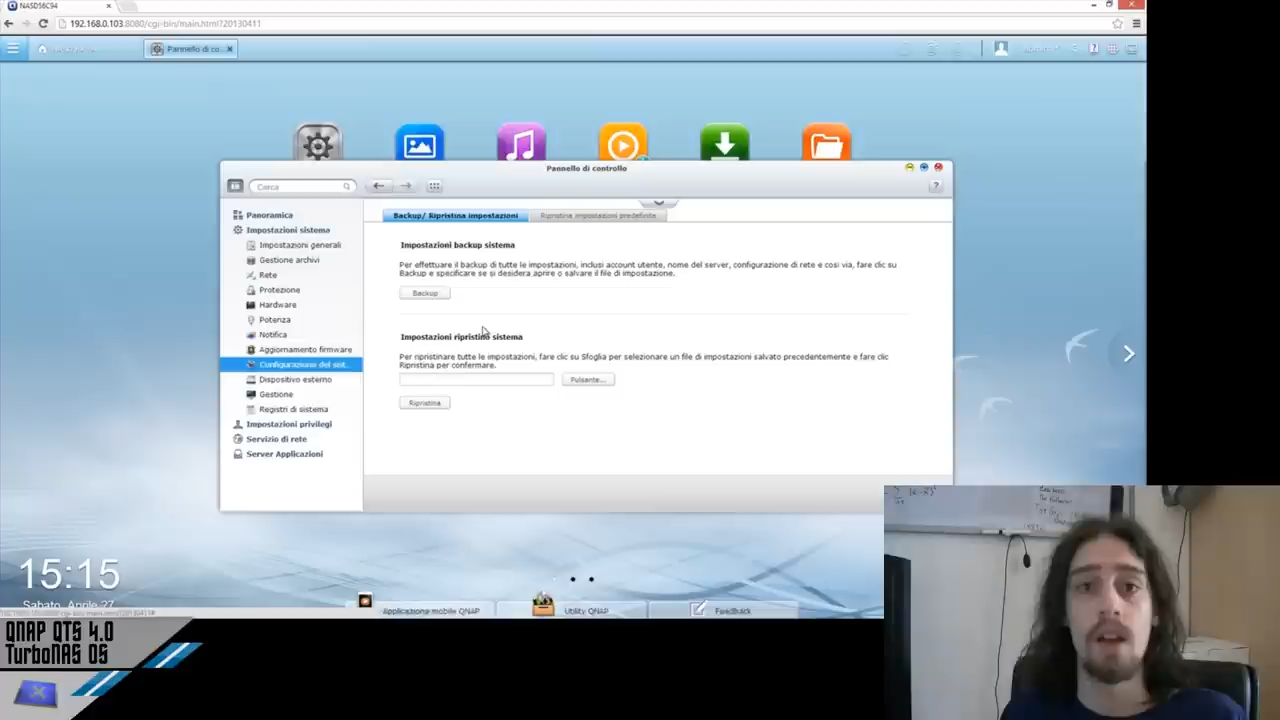 NASD56C94
192.168.0.103:8080/cgi-bin/main.html?20130411
Pannello di co...
Pannello di controllo
Cerca
Panoramica
Impostazioni sistema
Impostazioni generali
Gestione archivi
Rete
Protezione
Hardware
Potenza
Notifica
Aggiornamento firmware
Configurazione del sist...
Dispositivo esterno
Gestione
Registri di sistema
Impostazioni privilegi
Servizio di rete
Server Applicazioni
Backup/ Ripristina impostazioni
Ripristina impostazioni predefinite
Impostazioni backup sistema
Per effettuare il backup di tutte le impostazioni, inclusi account utente, nome del server, configurazione di rete e così via, fare clic su
Backup e specificare se si desidera aprire o salvare il file di impostazione.
Backup
Impostazioni ripristino sistema
Per ripristinare tutte le impostazioni, fare clic su Sfoglia per selezionare un file di impostazioni salvato precedentemente e fare clic
Ripristina per confermare.
Pulsante...
Ripristina
15:15
Sabato, Aprile 27
Applicazione mobile QNAP
Utility QNAP
Feedback
QNAP QTS 4.0
TurboNAS OS